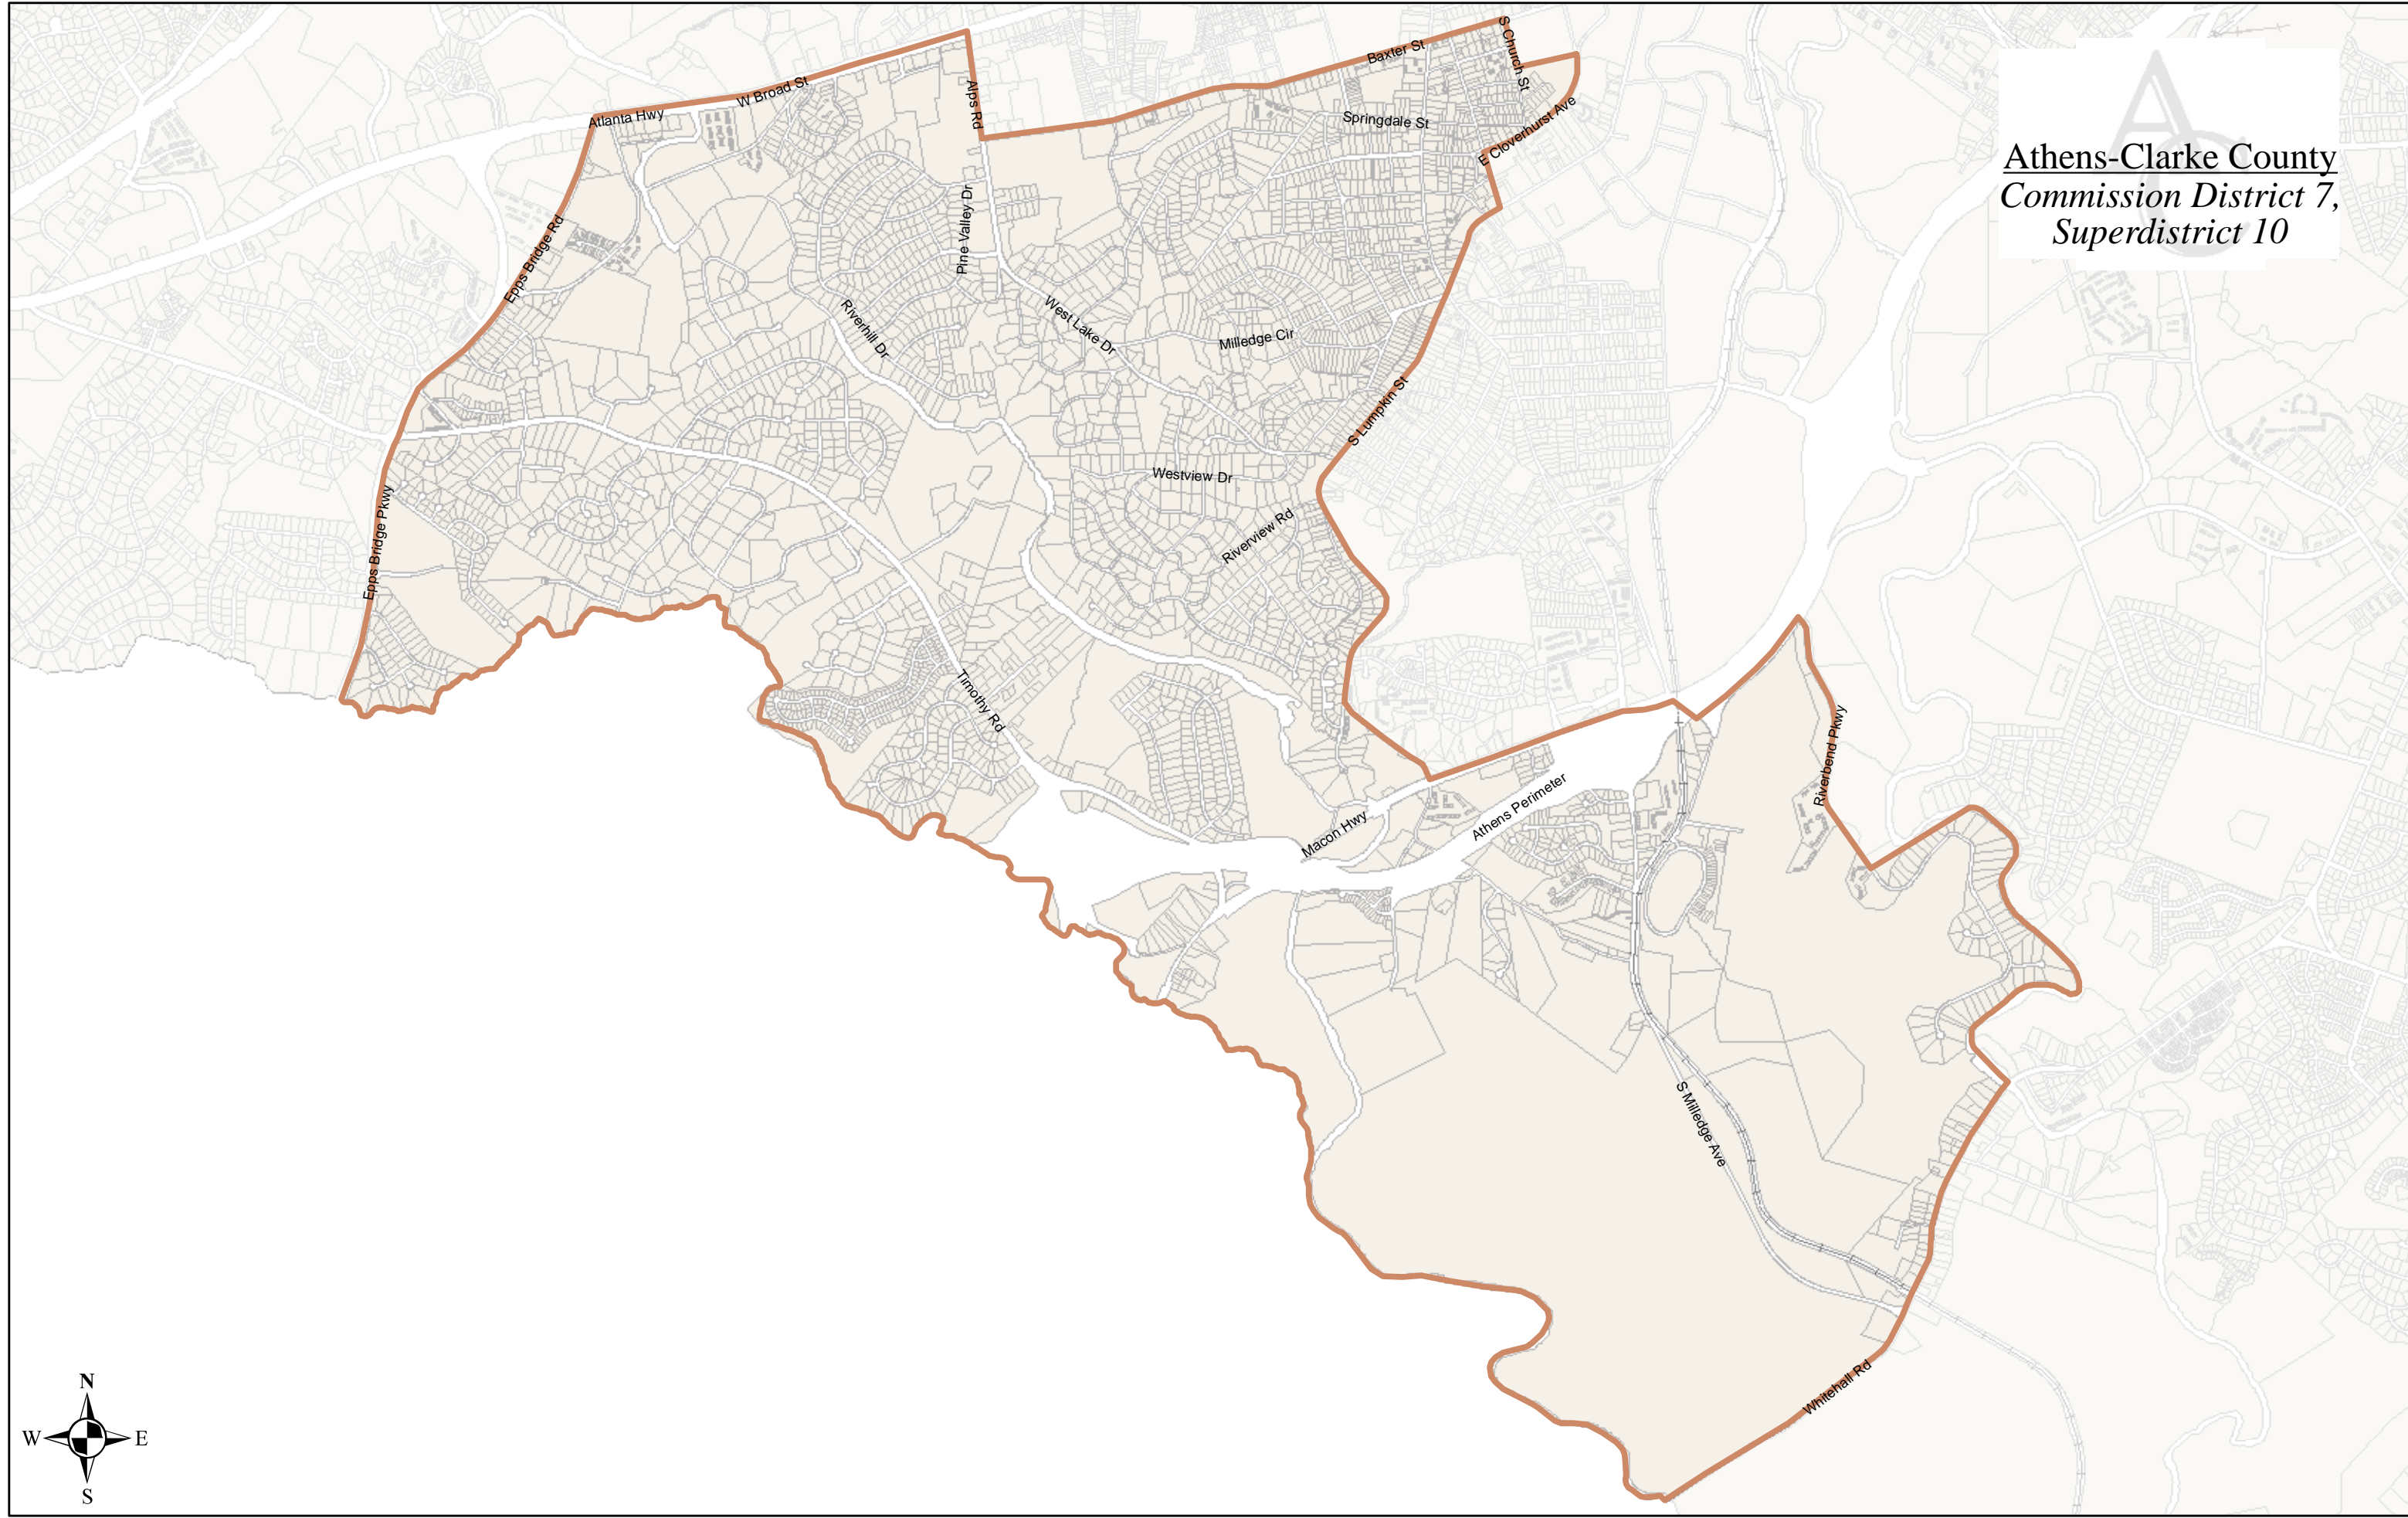 S Church St
Baxter St
W Broad St
Atlanta Hwy
Alps Rd
Springdale St
E Cloverhurst Ave
A
C
Athens-Clarke County
Commission District 7,
Superdistrict 10
Pine Valley Dr
Epps Bridge Rd
Riverhill Dr
West Lake Dr
Milledge Cir
S Lumpkin St
Westview Dr
Riverview Rd
Epps Bridge Pkwy
Timothy Rd
Riverbend Pkwy
Athens Perimeter
Macon Hwy
S Milledge Ave
Whitehall Rd
N
W
E
S